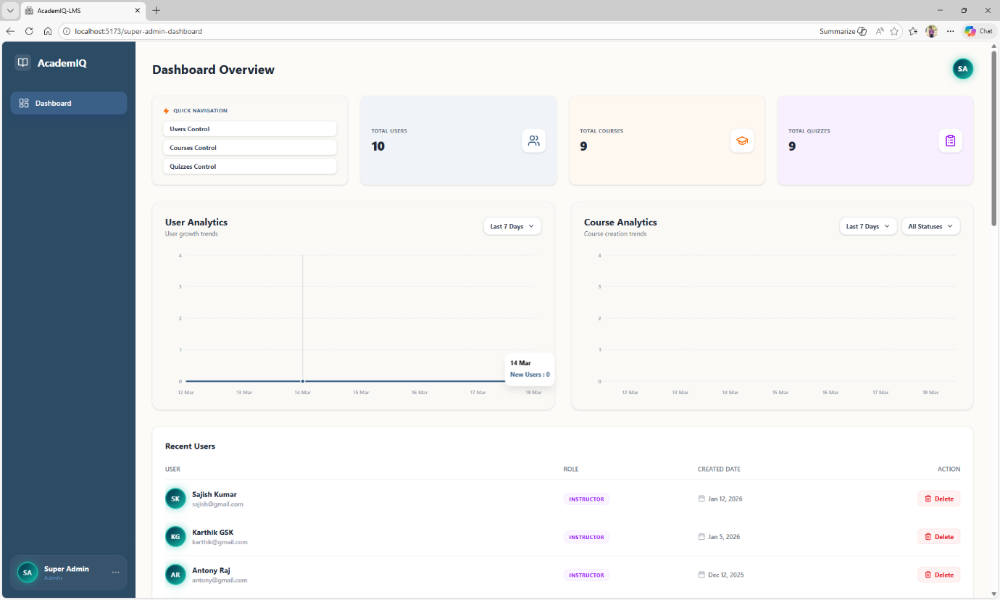 AcademIQ-LMS
localhost:5173/super-admin-dashboard
Summarize
Chat
AcademIQ
Dashboard
Dashboard Overview
SA
QUICK NAVIGATION
Users Control
Courses Control
Quizzes Control
TOTAL USERS
10
TOTAL COURSES
9
TOTAL QUIZZES
9
User Analytics
User growth trends
Last 7 Days
4
3
2
1
0
12 Mar 13 Mar 14 Mar 15 Mar 16 Mar 17 Mar 18 Mar
14 Mar
New Users : 0
Course Analytics
Course creation trends
Last 7 Days
All Statuses
4
3
2
1
0
12 Mar 13 Mar 14 Mar 15 Mar 16 Mar 17 Mar 18 Mar
Recent Users
USER ROLE CREATED DATE ACTION
SK Sajish Kumar INSTRUCTOR Jan 12, 2026 Delete
sajish@gmail.com
KG Karthik GSK INSTRUCTOR Jan 5, 2026 Delete
karthik@gmail.com
AR Antony Raj INSTRUCTOR Dec 12, 2025 Delete
antony@gmail.com
SA Super Admin
Admin